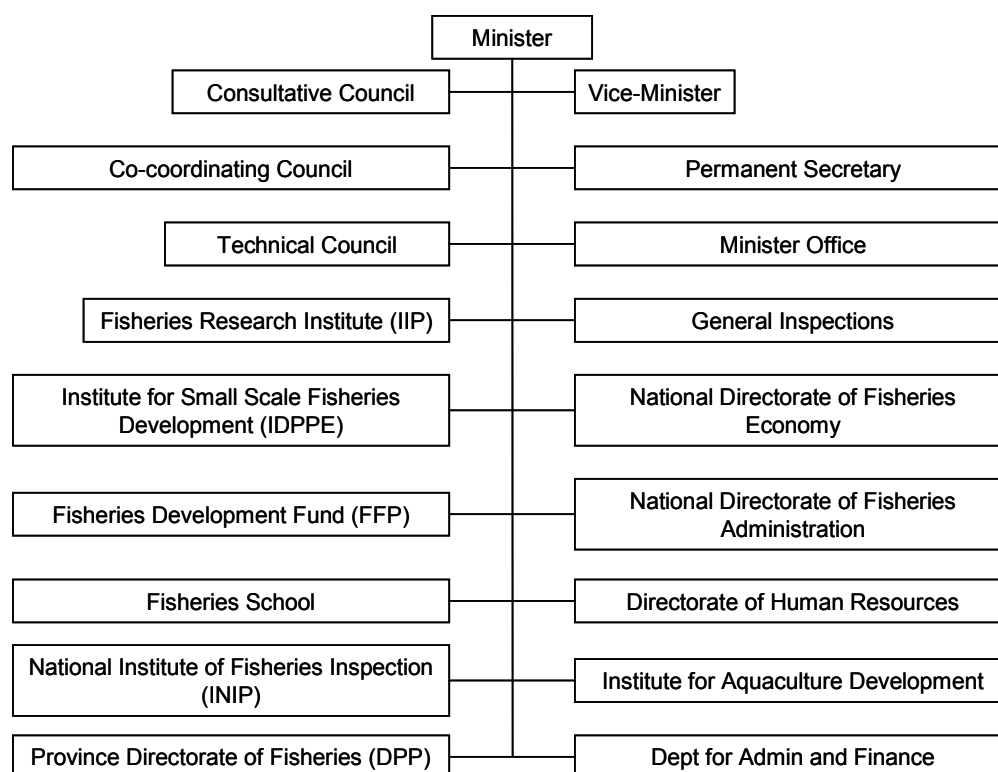 Minister
Consultative Council
Vice-Minister
Co-coordinating Council
Permanent Secretary
Technical Council
Minister Office
Fisheries Research Institute (IIP)
General Inspections
Institute for Small Scale Fisheries
Development (IDPPE)
National Directorate of Fisheries
Economy
Fisheries Development Fund (FFP)
National Directorate of Fisheries
Administration
Fisheries School
Directorate of Human Resources
National Institute of Fisheries Inspection
(INIP)
Institute for Aquaculture Development
Province Directorate of Fisheries (DPP)
Dept for Admin and Finance